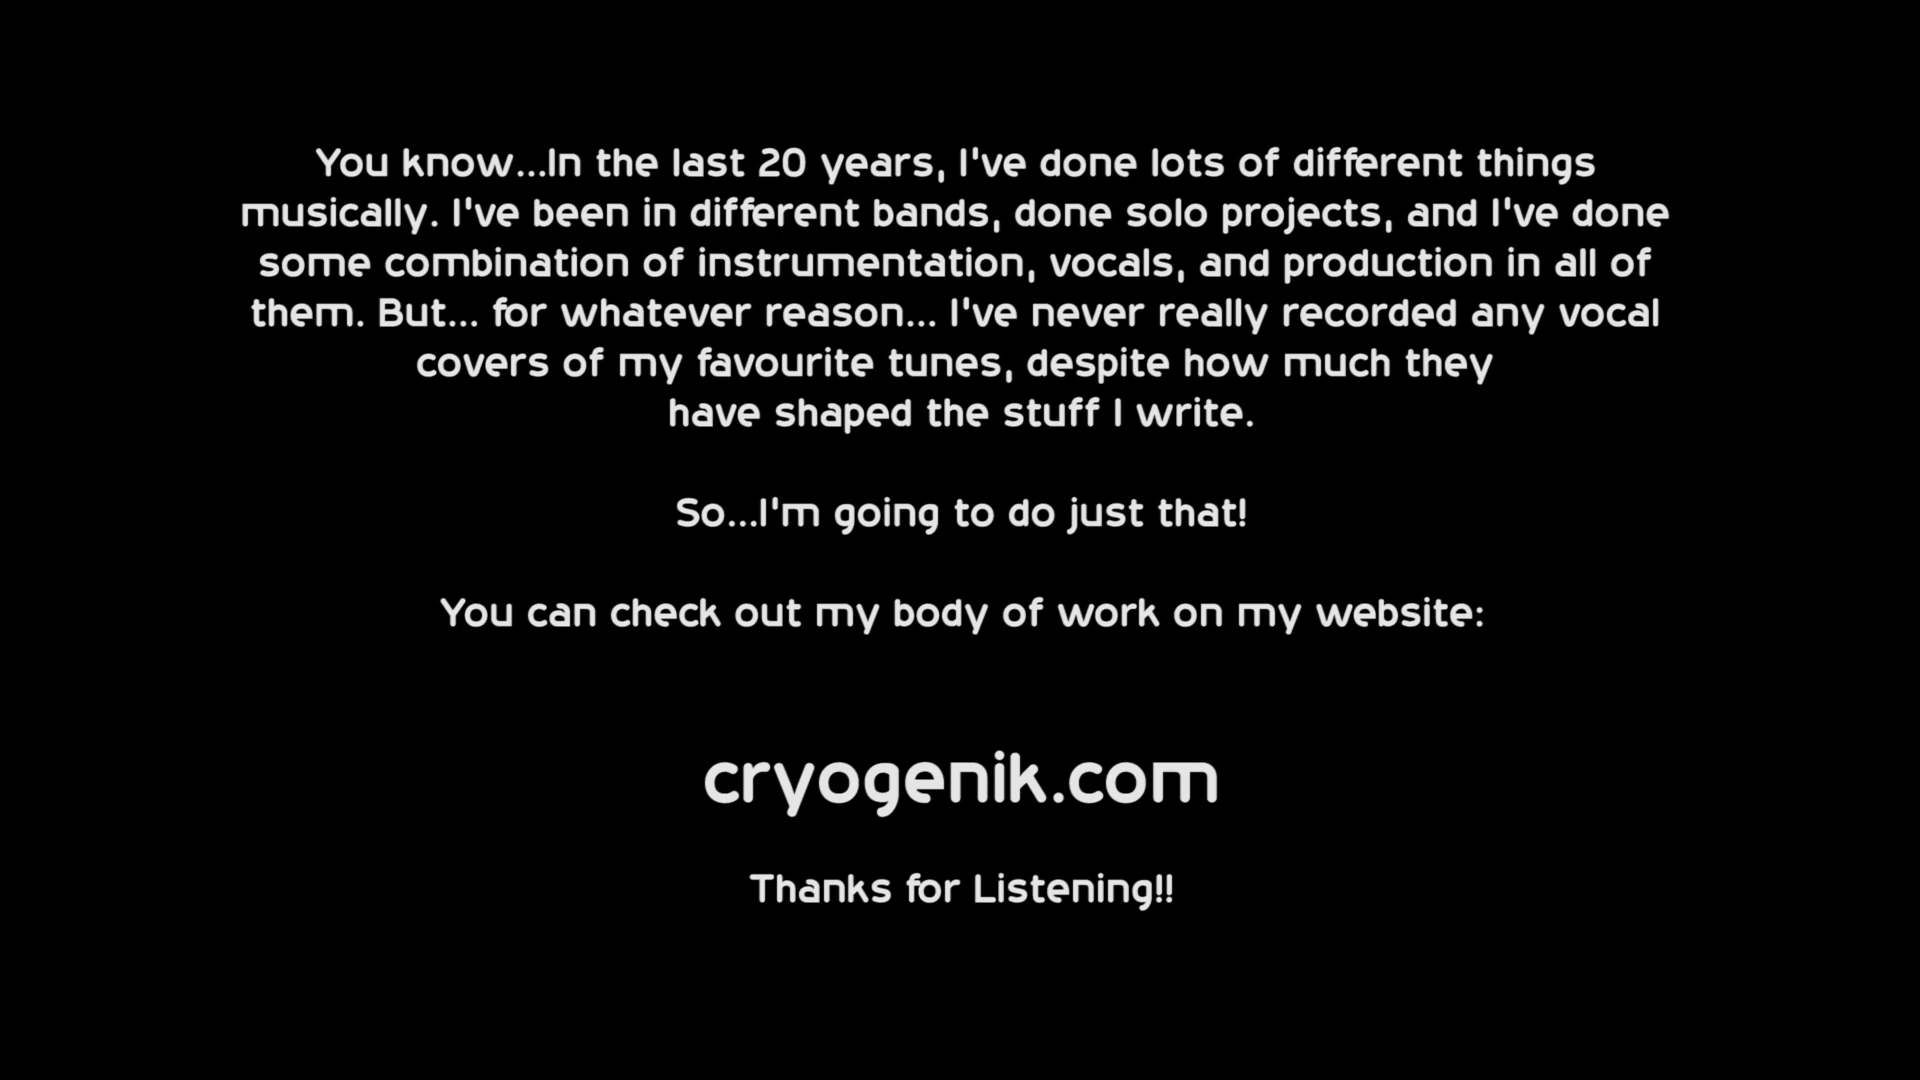 You know...In the last 20 years, I've done lots of different things
musically. I've been in different bands, done solo projects, and I've done
some combination of instrumentation, vocals, and production in all of
them. But... for whatever reason... I've never really recorded any vocal
covers of my favourite tunes, despite how much they
have shaped the stuff I write.
So...I'm going to do just that!
You can check out my body of work on my website:
cryogenik.com
Thanks for Listening!!